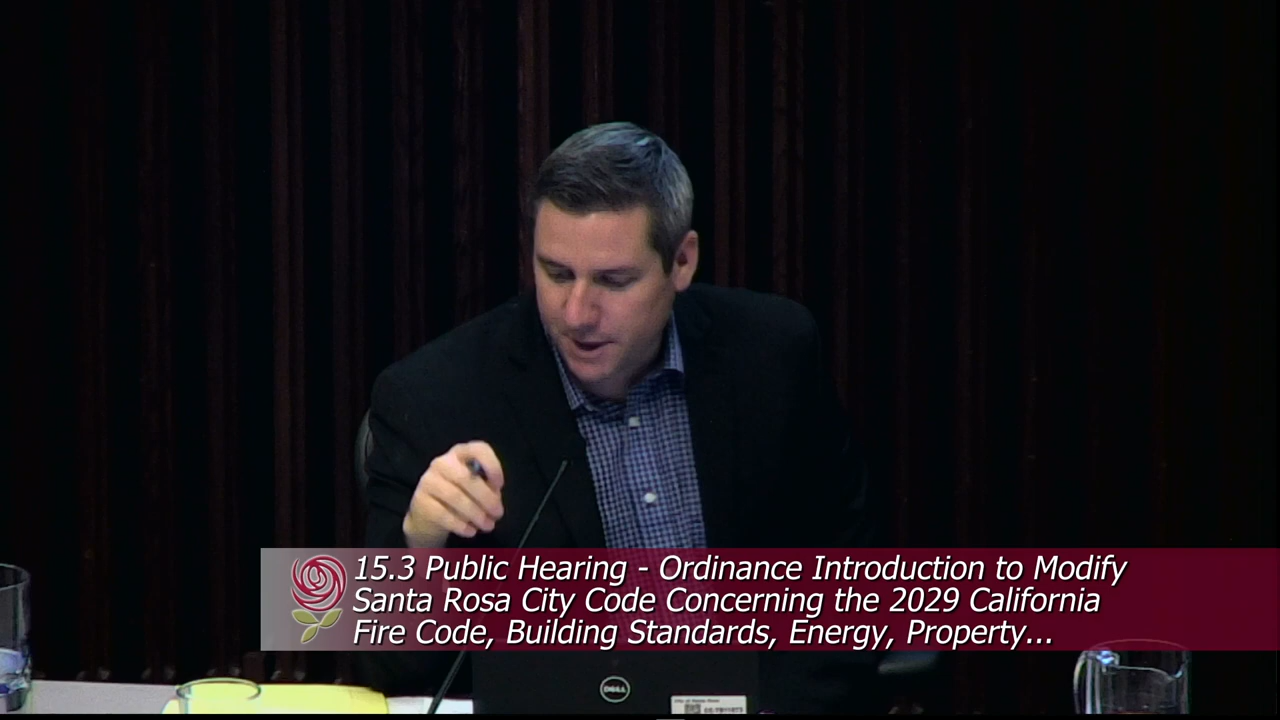 15.3 Public Hearing - Ordinance Introduction to Modify
Santa Rosa City Code Concerning the 2029 California
Fire Code, Building Standards, Energy, Property...
DELL